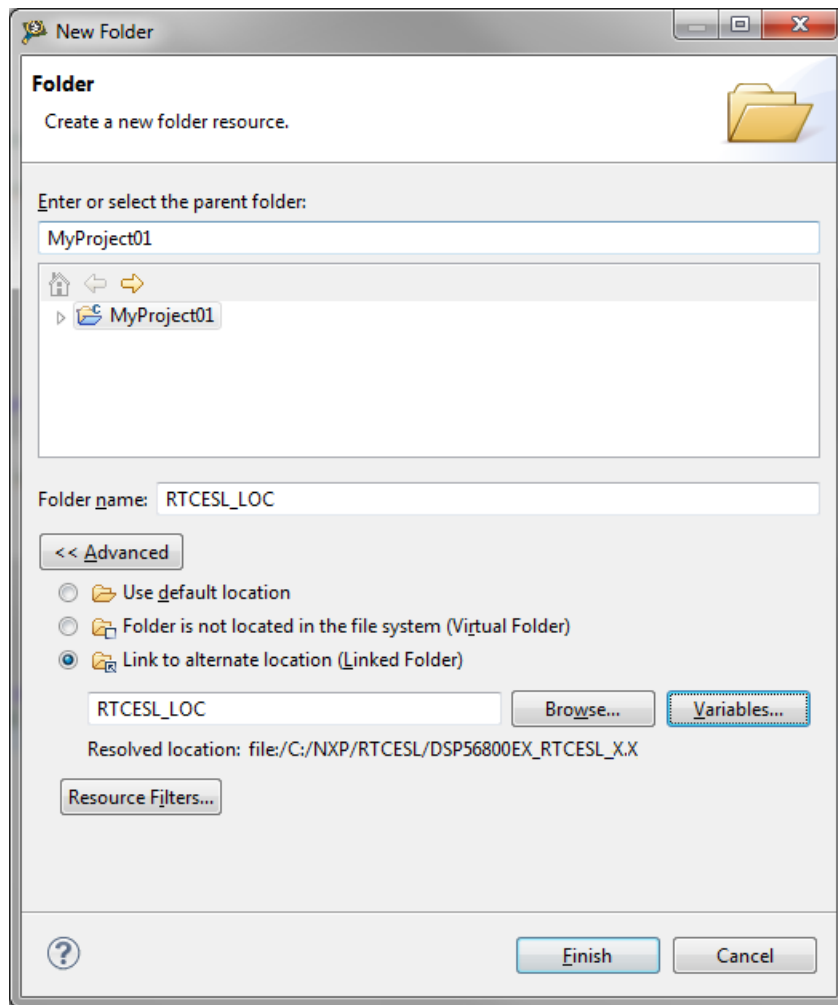 New Folder
Folder
Create a new folder resource.
Enter or select the parent folder:
MyProject01
MyProject01
Folder name: RTCESL_LOC
<< Advanced
Use default location
Folder is not located in the file system (Virtual Folder)
Link to alternate location (Linked Folder)
RTCESL_LOC Browse... Variables...
Resolved location: file:/C:/NXP/RTCESL/DSP56800EX_RTCESL_X.X
Resource Filters...
? Finish Cancel